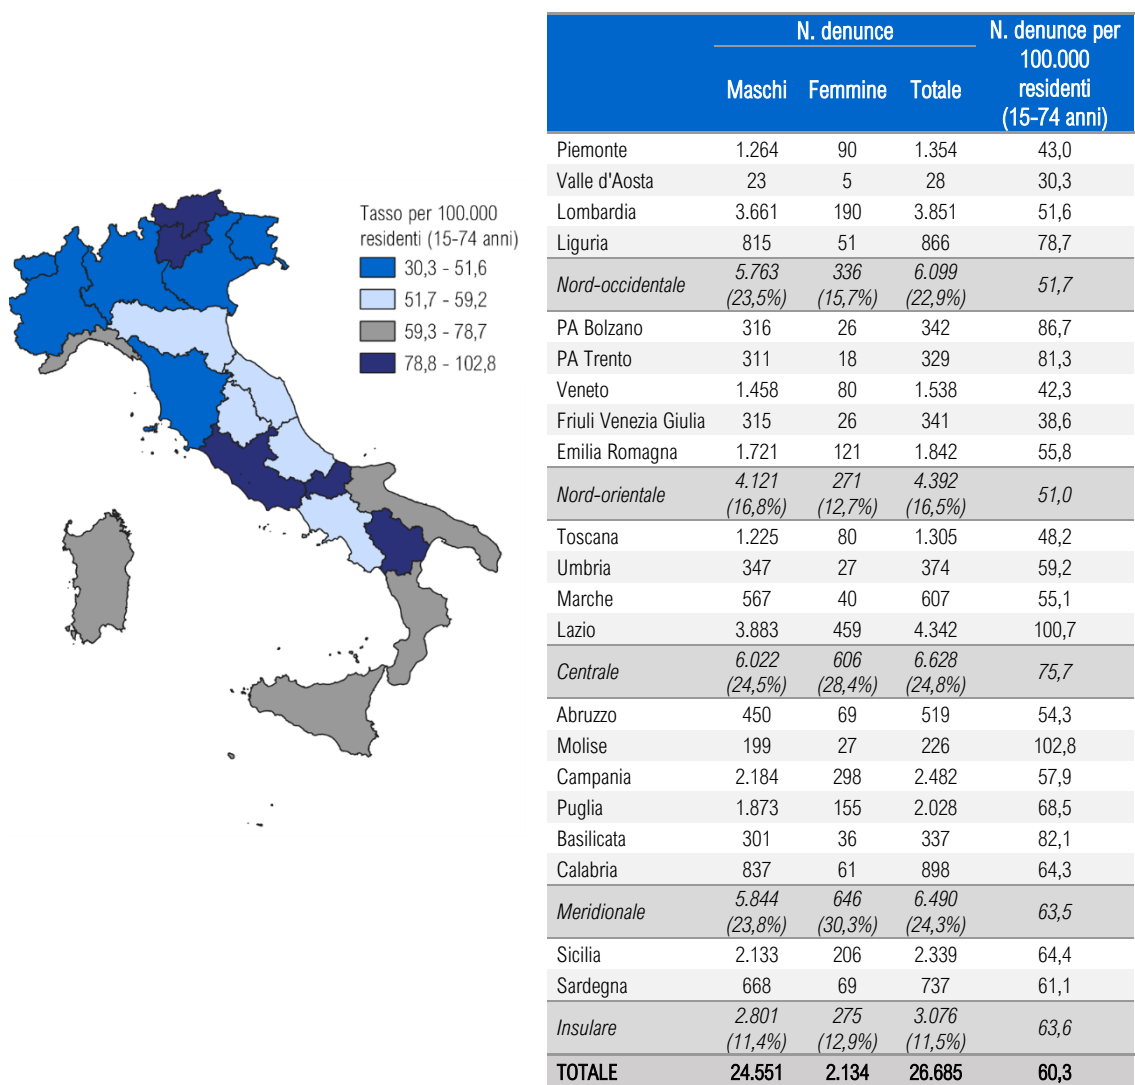 Tasso per 100.000
residenti (15-74 anni)
30,3 - 51,6
51,7 - 59,2
59,3 - 78,7
78,8 - 102,8
N. denunce
N. denunce per
100.000
residenti
(15-74 anni)
Maschi Femmine Totale
Piemonte 1.264 90 1.354 43,0
Valle d'Aosta 23 5 28 30,3
Lombardia 3.661 190 3.851 51,6
Liguria 815 51 866 78,7
Nord-occidentale 5.763 336 6.099 51,7
(23,5%) (15,7%) (22,9%)
PA Bolzano 316 26 342 86,7
PA Trento 311 18 329 81,3
Veneto 1.458 80 1.538 42,3
Friuli Venezia Giulia 315 26 341 38,6
Emilia Romagna 1.721 121 1.842 55,8
Nord-orientale 4.121 271 4.392 51,0
(16,8%) (12,7%) (16,5%)
Toscana 1.225 80 1.305 48,2
Umbria 347 27 374 59,2
Marche 567 40 607 55,1
Lazio 3.883 459 4.342 100,7
Centrale 6.022 606 6.628 75,7
(24,5%) (28,4%) (24,8%)
Abruzzo 450 69 519 54,3
Molise 199 27 226 102,8
Campania 2.184 298 2.482 57,9
Puglia 1.873 155 2.028 68,5
Basilicata 301 36 337 82,1
Calabria 837 61 898 64,3
Meridionale 5.844 646 6.490 63,5
(23,8%) (30,3%) (24,3%)
Sicilia 2.133 206 2.339 64,4
Sardegna 668 69 737 61,1
Insulare 2.801 275 3.076 63,6
(11,4%) (12,9%) (11,5%)
TOTALE 24.551 2.134 26.685 60,3